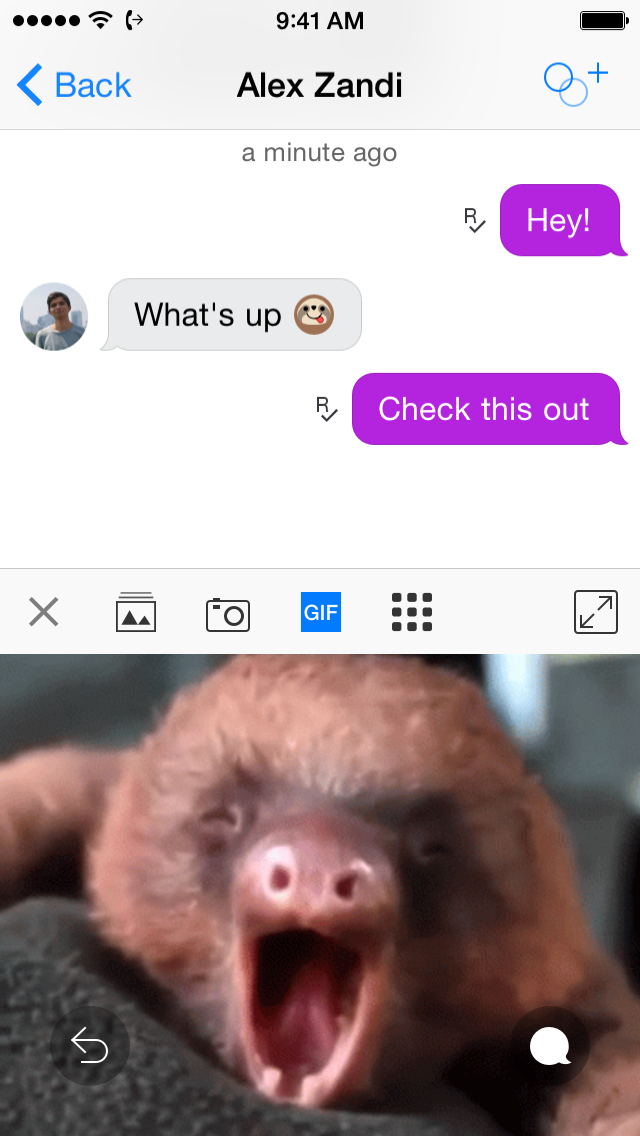 9:41 AM
Back
Alex Zandi
a minute ago
R
Hey!
What's up
R
Check this out
GIF